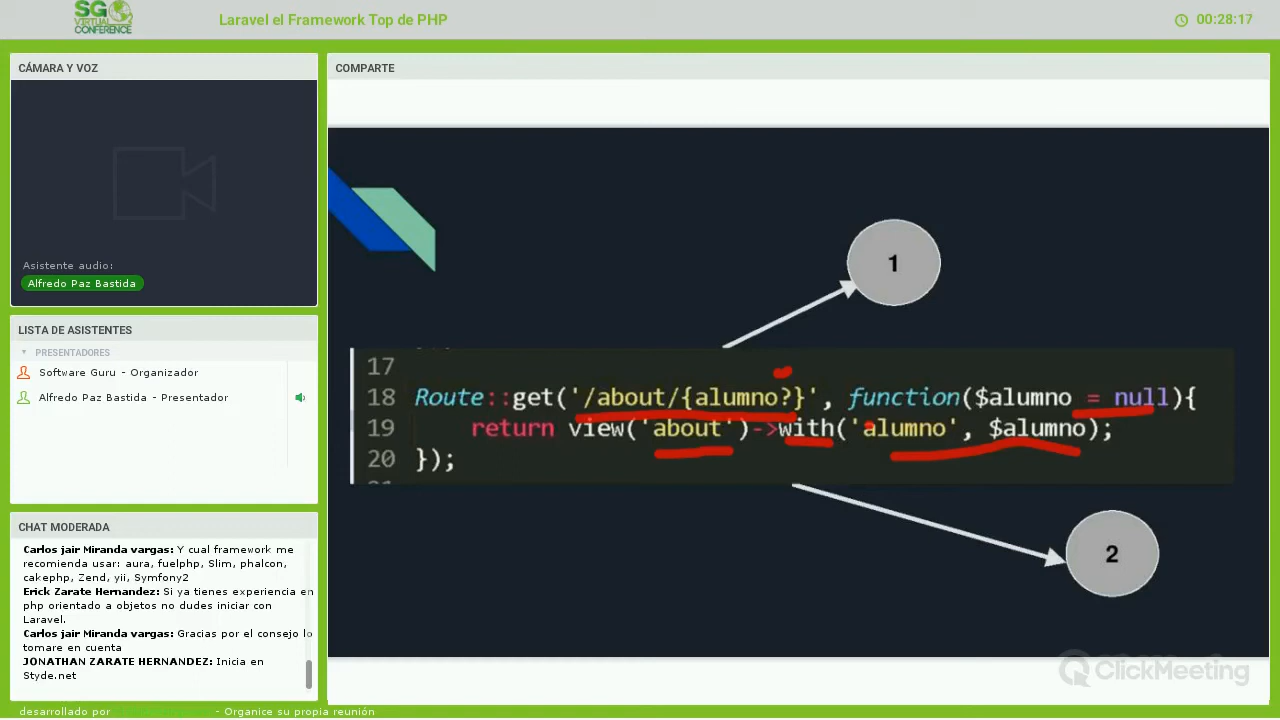 SG
VIRTUAL
CONFERENCE
Laravel el Framework Top de PHP
00:28:17
CÁMARA Y VOZ
Asistente audio:
Alfredo Paz Bastida
LISTA DE ASISTENTES
PRESENTADORES
Software Guru - Organizador
Alfredo Paz Bastida - Presentador
CHAT MODERADA
Carlos jair Miranda vargas: Y cual framework me
recomienda usar: aura, fuelphp, Slim, phalcon,
cakephp, Zend, yii, Symfony2
Erick Zarate Hernandez: Si ya tienes experiencia en
php orientado a objetos no dudes iniciar con
Laravel.
Carlos jair Miranda vargas: Gracias por el consejo lo
tomare en cuenta
JONATHAN ZARATE HERNANDEZ: Inicia en
Styde.net
COMPARTE
1
17
18 Route::get('/about/{alumno?}', function($alumno = null){
19 return view('about')->with('alumno', $alumno);
20 });
2
ClickMeeting
desarrollado por - Organice su propia reunión